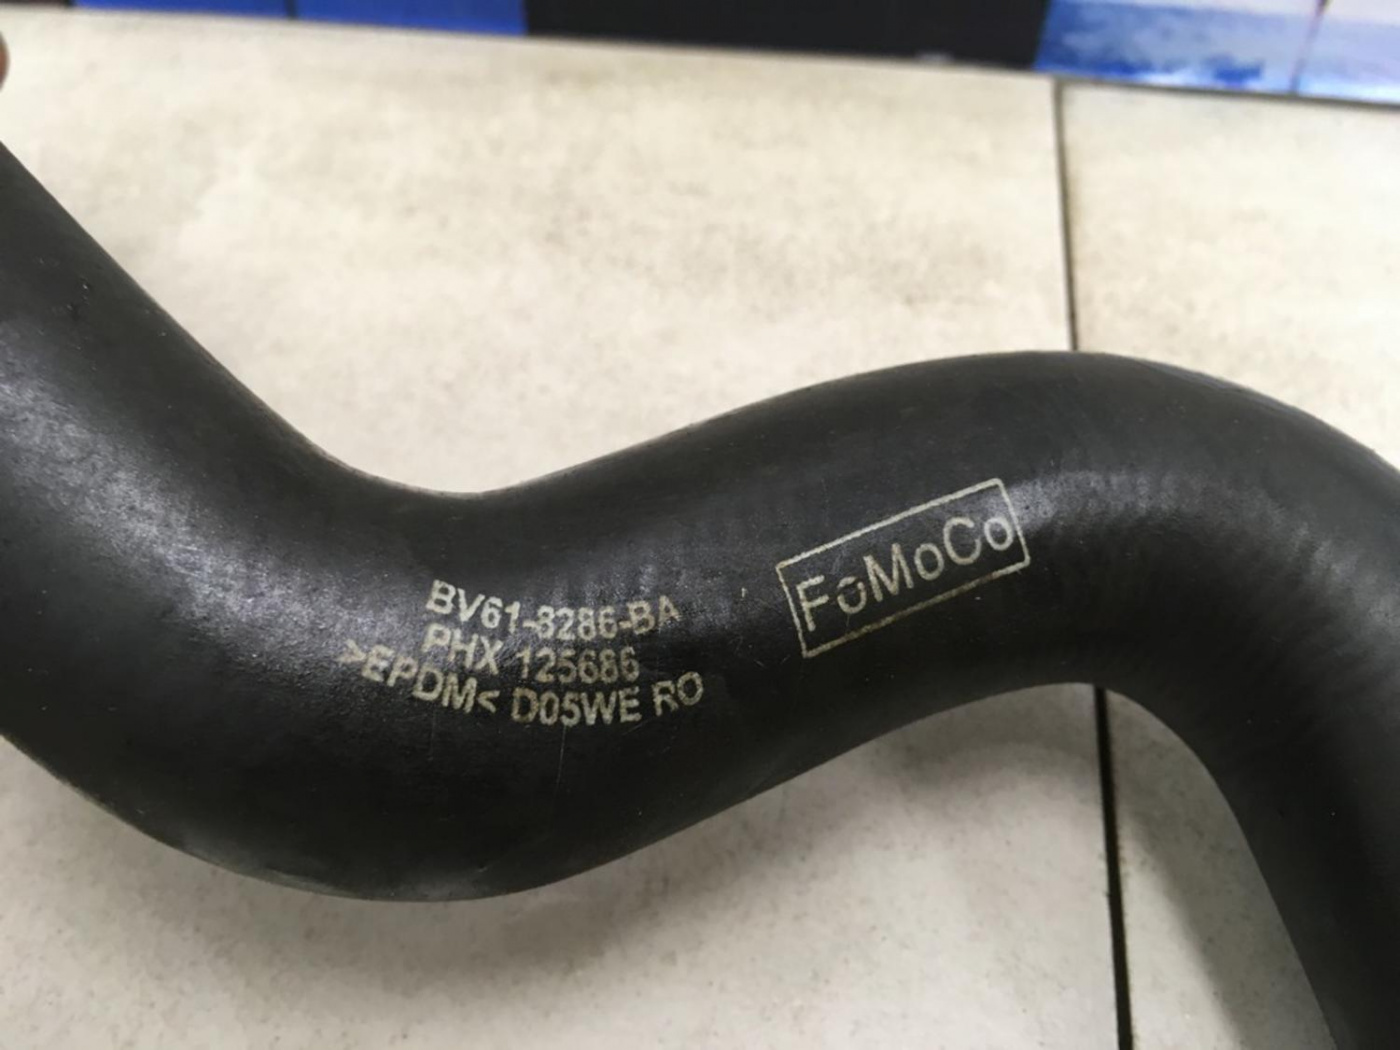 BV61-8286-BA
PHX 125686
>EPDM< D05WE RO
FoMoCo